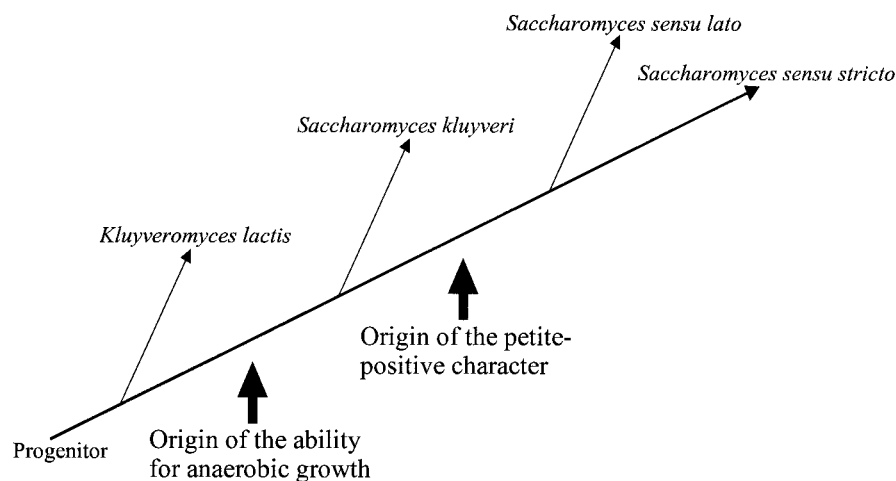 Saccharomyces sensu lato
Saccharomyces sensu stricto
Saccharomyces kluyveri
Kluyveromyces lactis
Origin of the petite-
positive character
Progenitor
Origin of the ability
for anaerobic growth